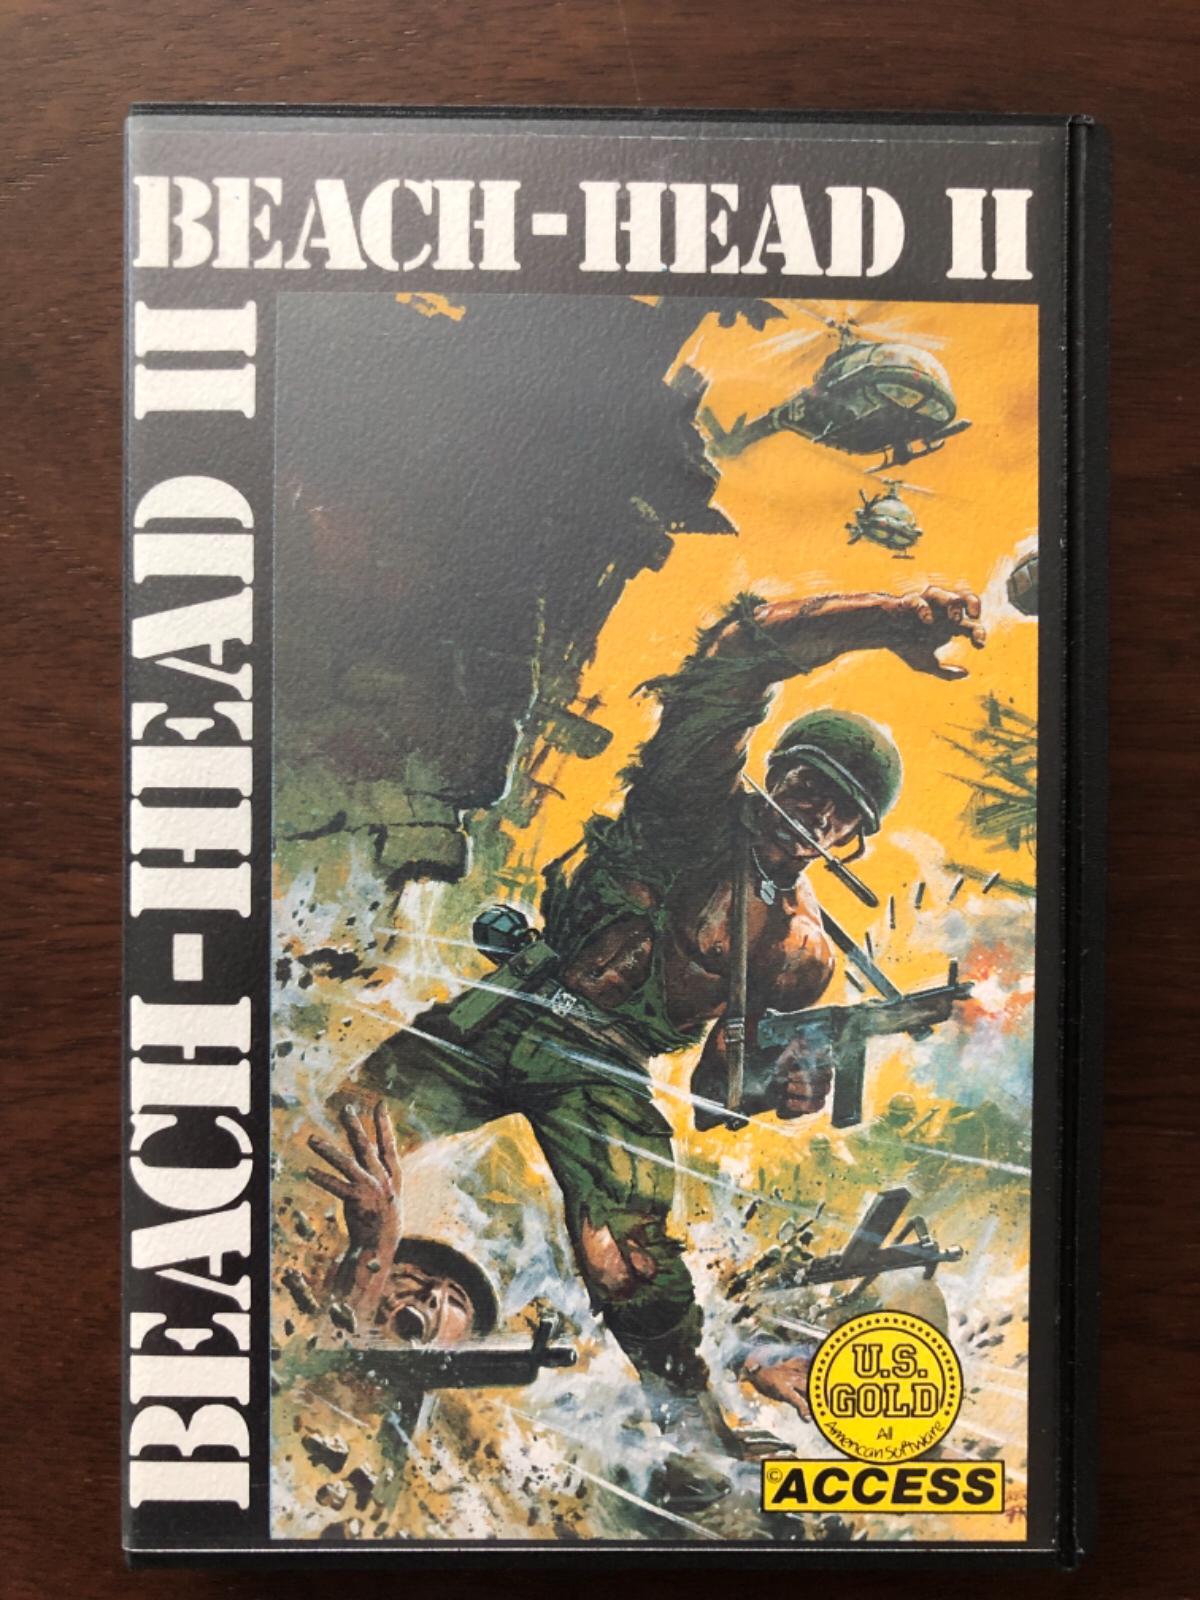 BEACH-HEAD II
BEACH-HEAD II
U.S.
GOLD
All
American Software
© ACCESS